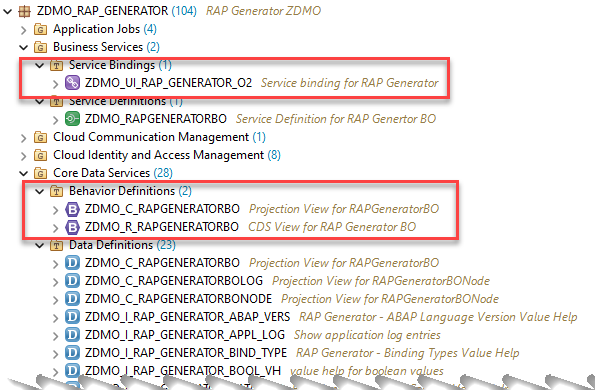 ZDMO_RAP_GENERATOR (104) RAP Generator ZDMO
G Application Jobs (4)
G Business Services (2)
T Service Bindings (1)
ZDMO_UI_RAP_GENERATOR_O2 Service binding for RAP Generator
T Service Definitions (1)
ZDMO_RAPGENERATORBO Service Definition for RAP Genertor BO
G Cloud Communication Management (1)
G Cloud Identity and Access Management (8)
G Core Data Services (28)
T Behavior Definitions (2)
B ZDMO_C_RAPGENERATORBO Projection View for RAPGeneratorBO
B ZDMO_R_RAPGENERATORBO CDS View for RAP Generator BO
T Data Definitions (23)
D ZDMO_C_RAPGENERATORBO Projection View for RAPGeneratorBO
D ZDMO_C_RAPGENERATORBOLOG Projection View for RAPGeneratorBO
D ZDMO_C_RAPGENERATORBONODE Projection View for RAPGeneratorBONode
D ZDMO_I_RAP_GENERATOR_ABAP_VERS RAP Generator - ABAP Language Version Value Help
D ZDMO_I_RAP_GENERATOR_APPL_LOG Show application log entries
D ZDMO_I_RAP_GENERATOR_BIND_TYPE RAP Generator - Binding Types Value Help
D ZDMO_I_RAP_GENERATOR_BOOL_VH value help for boolean values